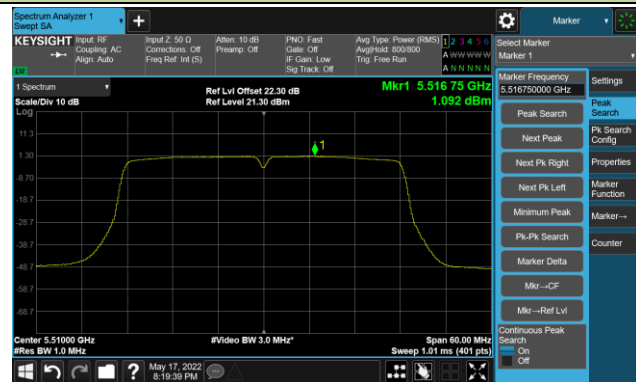 Spectrum Analyzer 1
Swept SA
Marker
KEYSIGHT
Input: RF
Coupling: AC
Align: Auto
Input Z: 50 Ω
Corrections: Off
Freq Ref: Int (S)
Atten: 10 dB
Preamp: Off
PNO: Fast
Gate: Off
IF Gain: Low
Sig Track: Off
Avg Type: Power (RMS)
Avg|Hold: 800/800
Trig: Free Run
1 2 3 4 5 6
A W W W W W
A N N N N N
LW
Select Marker
Marker 1
1 Spectrum
Scale/Div 10 dB
Log
Ref Lvl Offset 22.30 dB
Ref Level 21.30 dBm
Mkr1 5.516 75 GHz
1.092 dBm
11.3
1.30
-8.70
-18.7
-28.7
-38.7
-48.7
-58.7
-68.7
1
Center 5.51000 GHz
#Res BW 1.0 MHz
#Video BW 3.0 MHz*
Span 60.00 MHz
Sweep 1.01 ms (401 pts)
Marker Frequency
5.516750000 GHz
Peak Search
Next Peak
Next Pk Right
Next Pk Left
Minimum Peak
Pk-Pk Search
Marker Delta
Mkr→CF
Mkr→Ref Lvl
Continuous Peak
Search
On
Off
Settings
Peak
Search
Pk Search
Config
Properties
Marker
Function
Marker→
Counter
?
May 17, 2022
8:19:39 PM